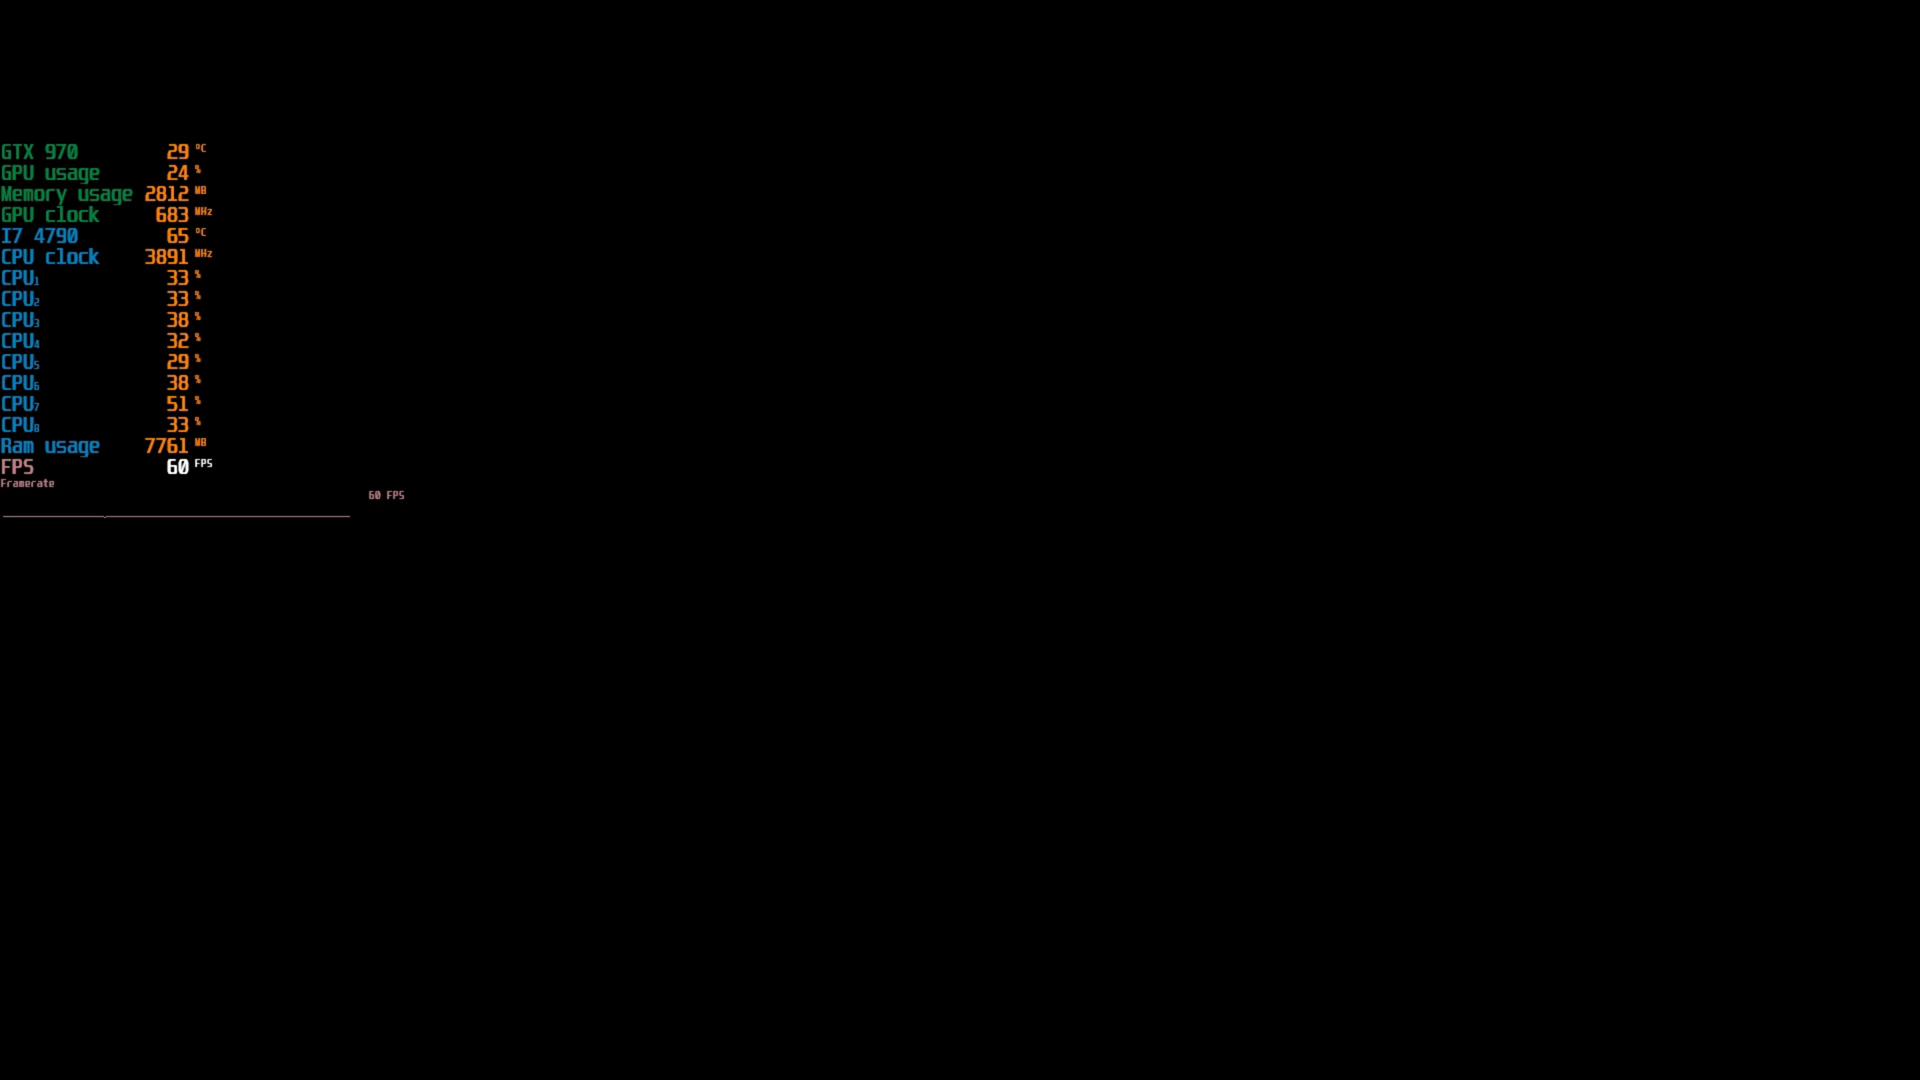 GTX 970 29 °C
GPU usage 24 %
Memory usage 2812 MB
GPU clock 683 MHz
I7 4790 65 °C
CPU clock 3891 MHz
CPU1 33 %
CPU2 33 %
CPU3 38 %
CPU4 32 %
CPU5 29 %
CPU6 38 %
CPU7 51 %
CPU8 33 %
Ram usage 7761 MB
FPS 60 FPS
Framerate
60 FPS